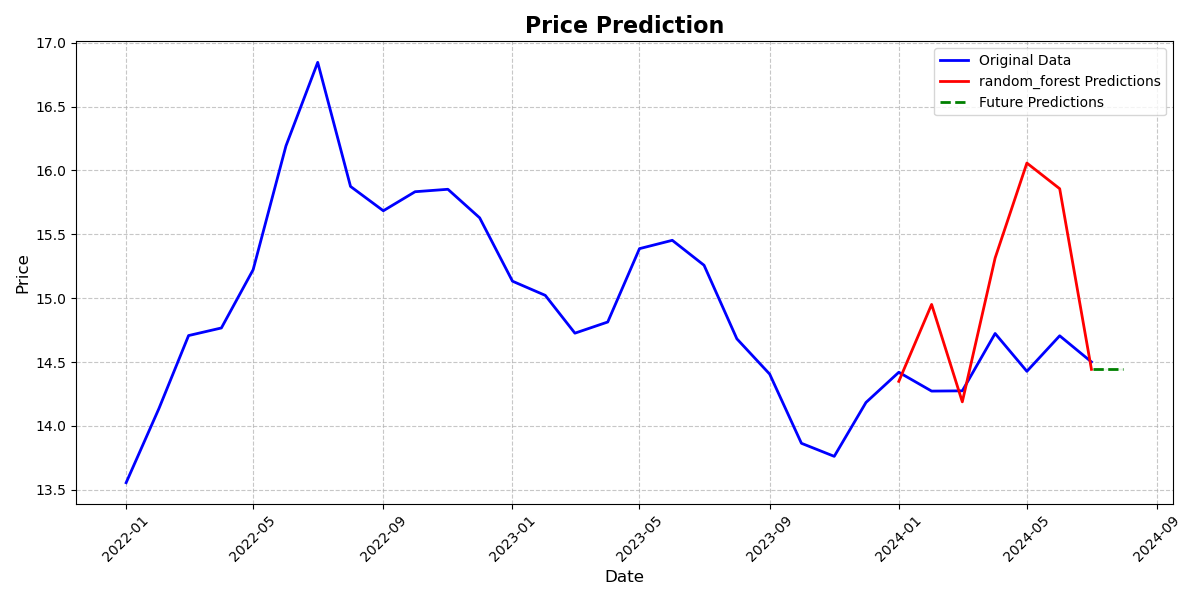 Price Prediction
Original Data
random_forest Predictions
Future Predictions
Price
17.0
16.5
16.0
15.5
15.0
14.5
14.0
13.5
2022-01
2022-05
2022-09
2023-01
2023-05
2023-09
2024-01
2024-05
2024-09
Date